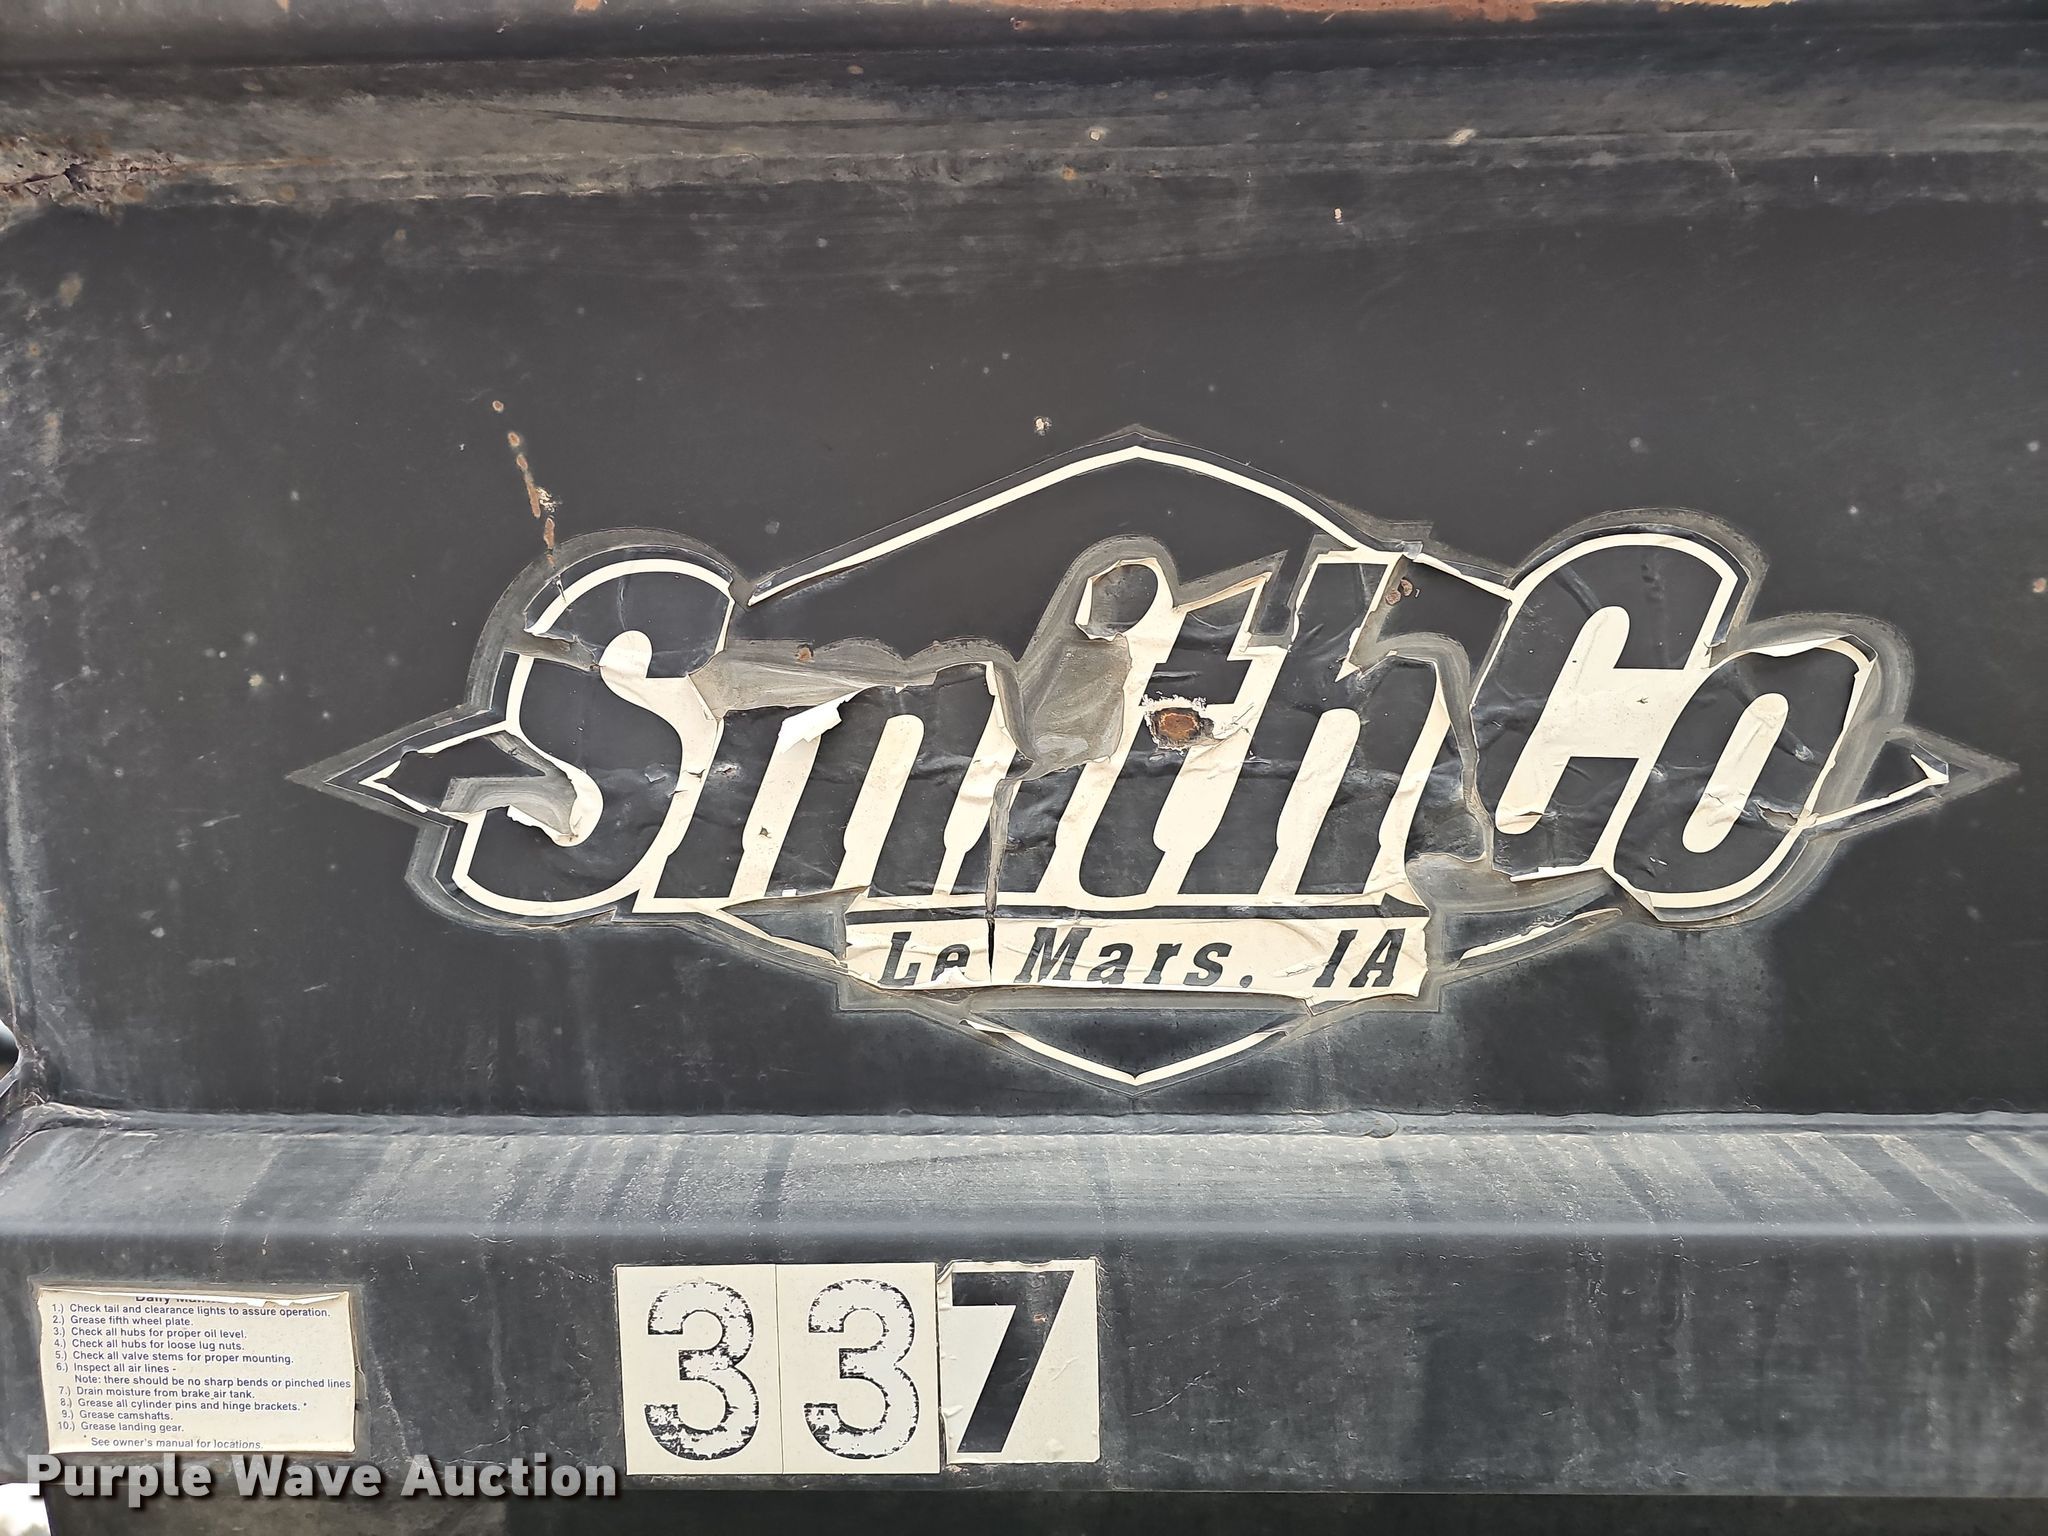 SmithCo
Le Mars, IA
337
Daily
1.) Check tail and clearance lights to assure operation.
2.) Grease fifth wheel plate.
3.) Check all hubs for proper oil level.
4.) Check all hubs for loose lug nuts.
5.) Check all valve stems for proper mounting.
6.) Inspect all air lines -
Note: there should be no sharp bends or pinched lines
7.) Drain moisture from brake air tank.
8.) Grease all cylinder pins and hinge brackets. *
9.) Grease camshafts.
10.) Grease landing gear.
* See owner's manual for locations.
Purple Wave Auction